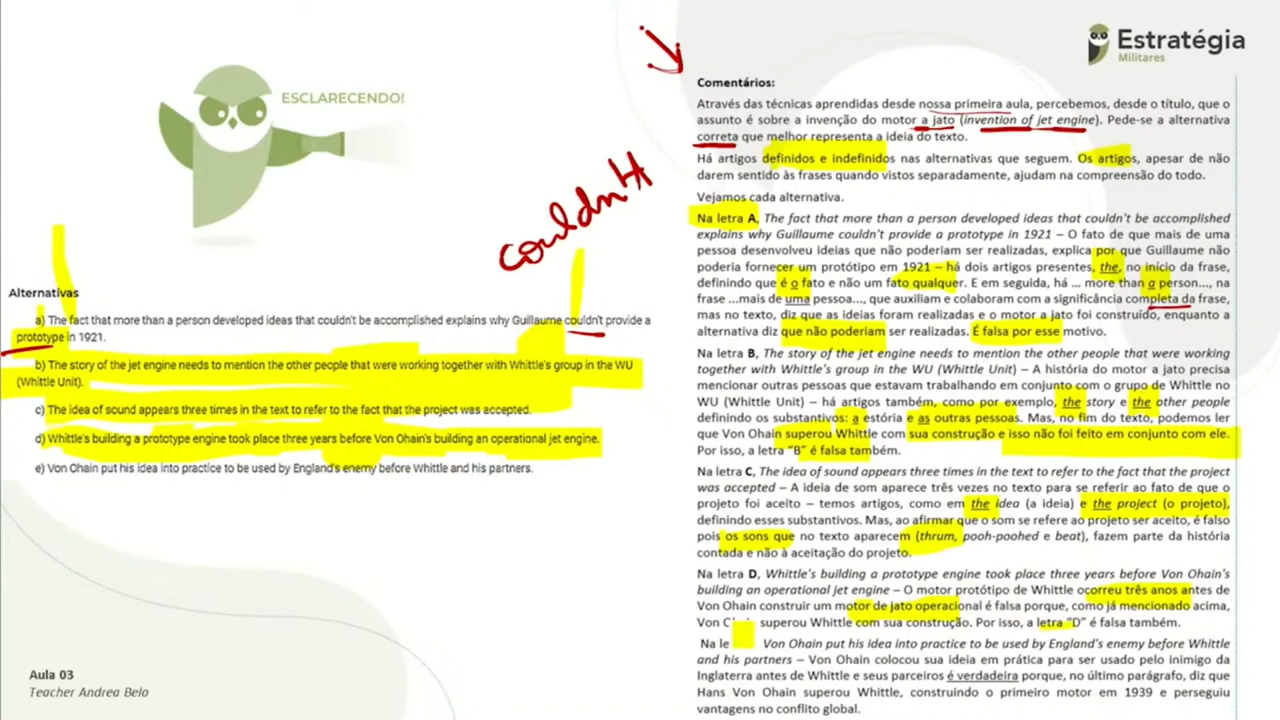 ESCLARECENDO!
couldn't
Alternativas
a) The fact that more than a person developed ideas that couldn't be accomplished explains why Guillaume couldn't provide a
prototype in 1921.
b) The story of the jet engine needs to mention the other people that were working together with Whittle's group in the WU
(Whittle Unit).
c) The idea of sound appears three times in the text to refer to the fact that the project was accepted.
d) Whittle's building a prototype engine took place three years before Von Ohain's building an operational jet engine.
e) Von Ohain put his idea into practice to be used by England's enemy before Whittle and his partners.
Aula 03
Teacher Andrea Belo
Estratégia
Militares
Comentários:
Através das técnicas aprendidas desde nossa primeira aula, percebemos, desde o título, que o
assunto é sobre a invenção do motor a jato (invention of jet engine). Pede-se a alternativa
correta que melhor representa a ideia do texto.
Há artigos definidos e indefinidos nas alternativas que seguem. Os artigos, apesar de não
darem sentido às frases quando vistos separadamente, ajudam na compreensão do todo.
Vejamos cada alternativa.
Na letra A, The fact that more than a person developed ideas that couldn't be accomplished
explains why Guillaume couldn't provide a prototype in 1921 – O fato de que mais de uma
pessoa desenvolveu ideias que não poderiam ser realizadas, explica por que Guillaume não
poderia fornecer um protótipo em 1921 – há dois artigos presentes, the, no início da frase,
definindo que é o fato e não um fato qualquer. E em seguida, há ... more than a person..., na
frase ...mais de uma pessoa..., que auxiliam e colaboram com a significância completa da frase,
mas no texto, diz que as ideias foram realizadas e o motor a jato foi construído, enquanto a
alternativa diz que não poderiam ser realizadas. É falsa por esse motivo.
Na letra B, The story of the jet engine needs to mention the other people that were working
together with Whittle's group in the WU (Whittle Unit) – A história do motor a jato precisa
mencionar outras pessoas que estavam trabalhando em conjunto com o grupo de Whittle no
WU (Whittle Unit) – há artigos também, como por exemplo, the story e the other people
definindo os substantivos: a estória e as outras pessoas. Mas, no fim do texto, podemos ler
que Von Ohain superou Whittle com sua construção e isso não foi feito em conjunto com ele.
Por isso, a letra “B” é falsa também.
Na letra C, The idea of sound appears three times in the text to refer to the fact that the project
was accepted – A ideia de som aparece três vezes no texto para se referir ao fato de que o
projeto foi aceito – temos artigos, como em the idea (a ideia) e the project (o projeto),
definindo esses substantivos. Mas, ao afirmar que o som se refere ao projeto ser aceito, é falso
pois os sons que no texto aparecem (thrum, pooh-poohed e beat), fazem parte da história
contada e não à aceitação do projeto.
Na letra D, Whittle's building a prototype engine took place three years before Von Ohain's
building an operational jet engine – O motor protótipo de Whittle ocorreu três anos antes de
Von Ohain construir um motor de jato operacional é falsa porque, como já mencionado acima,
Von superou Whittle com sua construção. Por isso, a letra “D” é falsa também.
Na le Von Ohain put his idea into practice to be used by England's enemy before Whittle
and his partners – Von Ohain colocou sua ideia em prática para ser usado pelo inimigo da
Inglaterra antes de Whittle e seus parceiros é verdadeira porque, no último parágrafo, diz que
Hans Von Ohain superou Whittle, construindo o primeiro motor em 1939 e perseguiu
vantagens no conflito global.